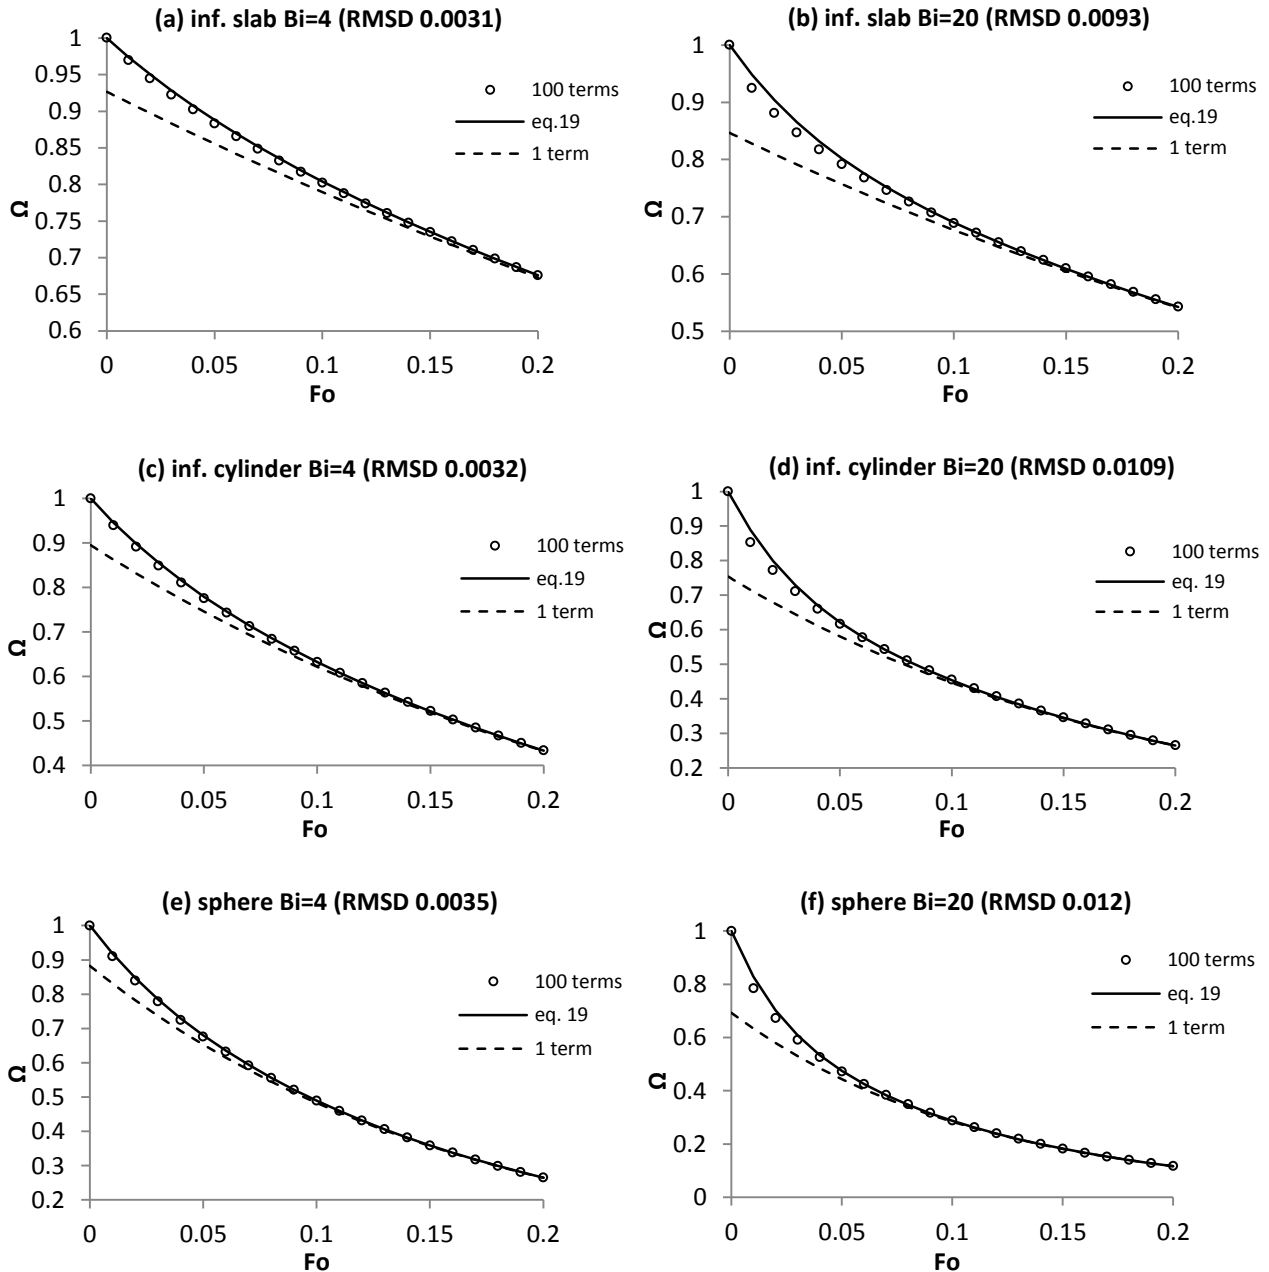 (a) inf. slab Bi=4 (RMSD 0.0031)
1
0.95
0.9
0.85
0.8
0.75
0.7
0.65
0.6
Ω
0
0.05
0.1
0.15
0.2
Fo
100 terms
eq.19
1 term
(b) inf. slab Bi=20 (RMSD 0.0093)
1
0.9
0.8
0.7
0.6
0.5
Ω
0
0.05
0.1
0.15
0.2
Fo
100 terms
eq.19
1 term
(c) inf. cylinder Bi=4 (RMSD 0.0032)
1
0.9
0.8
0.7
0.6
0.5
0.4
Ω
0
0.05
0.1
0.15
0.2
Fo
100 terms
eq.19
1 term
(d) inf. cylinder Bi=20 (RMSD 0.0109)
1
0.9
0.8
0.7
0.6
0.5
0.4
0.3
0.2
Ω
0
0.05
0.1
0.15
0.2
Fo
100 terms
eq. 19
1 term
(e) sphere Bi=4 (RMSD 0.0035)
1
0.9
0.8
0.7
0.6
0.5
0.4
0.3
0.2
Ω
0
0.05
0.1
0.15
0.2
Fo
100 terms
eq. 19
1 term
(f) sphere Bi=20 (RMSD 0.012)
1
0.8
0.6
0.4
0.2
0
Ω
0
0.05
0.1
0.15
0.2
Fo
100 terms
eq. 19
1 term